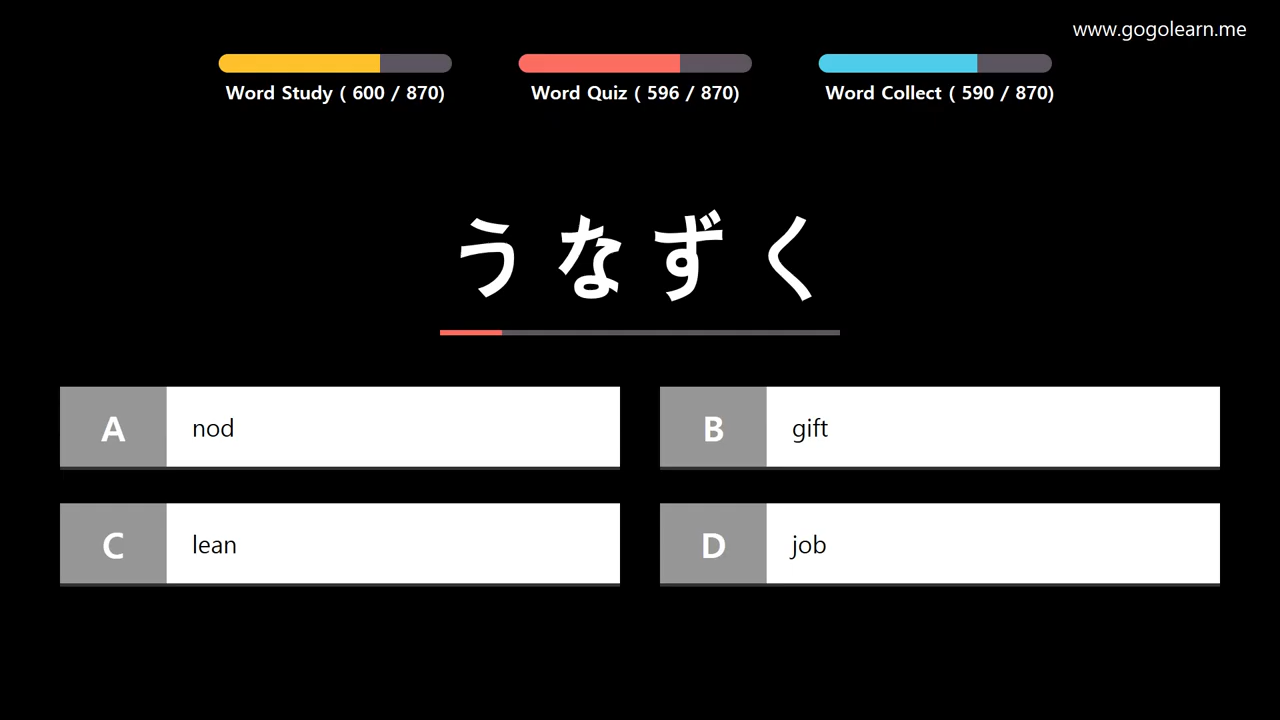 www.gogolearn.me
Word Study ( 600 / 870)
Word Quiz ( 596 / 870)
Word Collect ( 590 / 870)
うなずく
A nod
B gift
C lean
D job